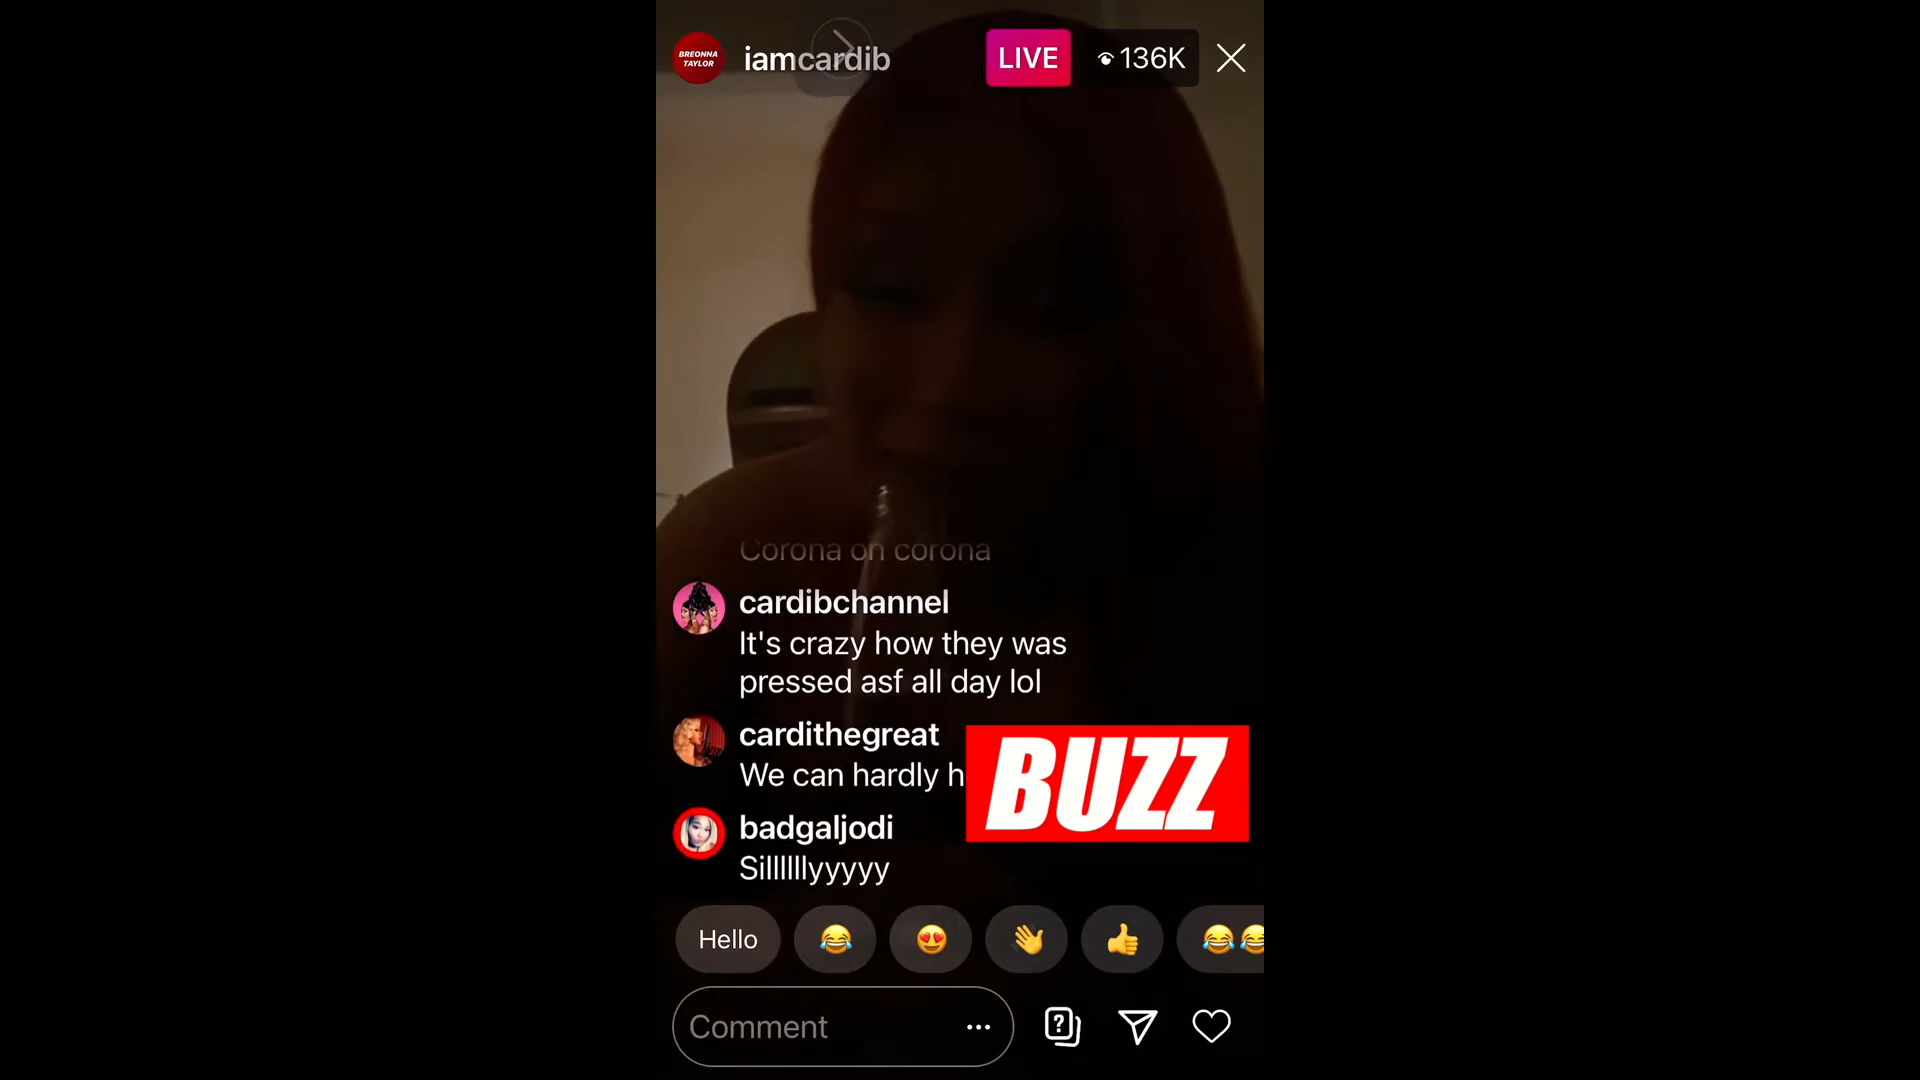 BREONNA
TAYLOR
iamcardib
LIVE
136K
Corona on corona
cardibchannel
It's crazy how they was
pressed asf all day lol
cardithegreat
We can hardly h
BUZZ
badgaljodi
Sillllllyyyyy
Hello
Comment